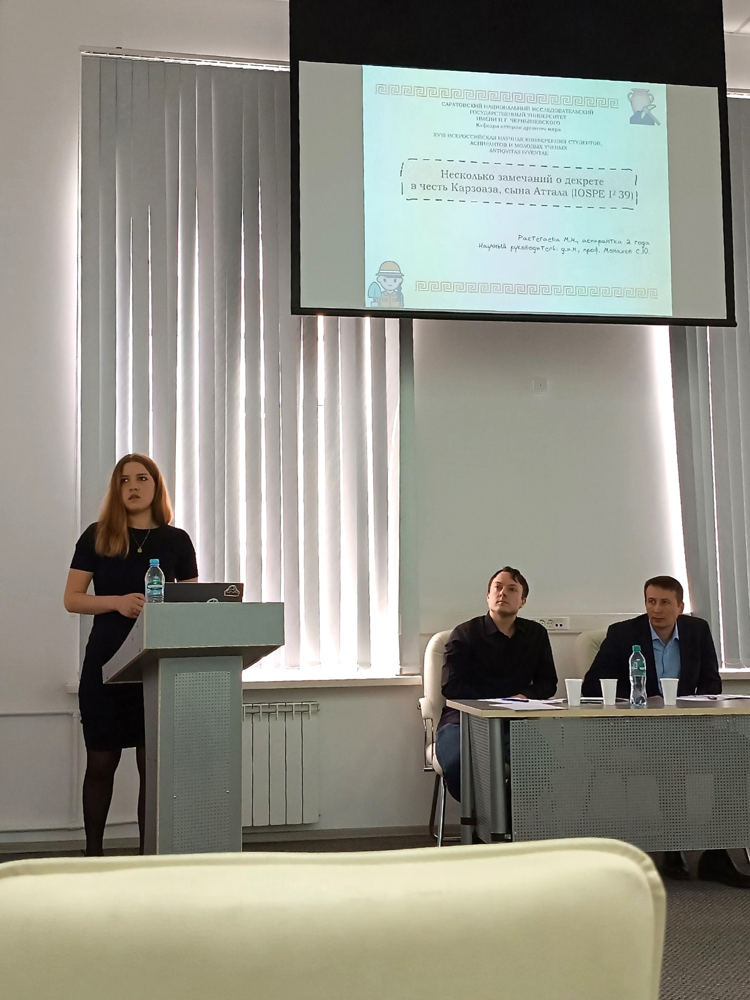 САРАТОВСКИЙ НАЦИОНАЛЬНЫЙ ИССЛЕДОВАТЕЛЬСКИЙ
ГОСУДАРСТВЕННЫЙ УНИВЕРСИТЕТ
ИМЕНИ Н.Г. ЧЕРНЫШЕВСКОГО
Кафедра истории древнего мира
XVIII ВСЕРОССИЙСКАЯ НАУЧНАЯ КОНФЕРЕНЦИЯ СТУДЕНТОВ,
АСПИРАНТОВ И МОЛОДЫХ УЧЕНЫХ
ANTIQVITAS IVVENTAE
Несколько замечаний о декрете
в честь Карзоаза, сына Аттала (IOSPE I² 39)
Растегаева М.Н., аспирантка 2 года
Научный руководитель: д.и.н., проф. Монахов С.Ю.